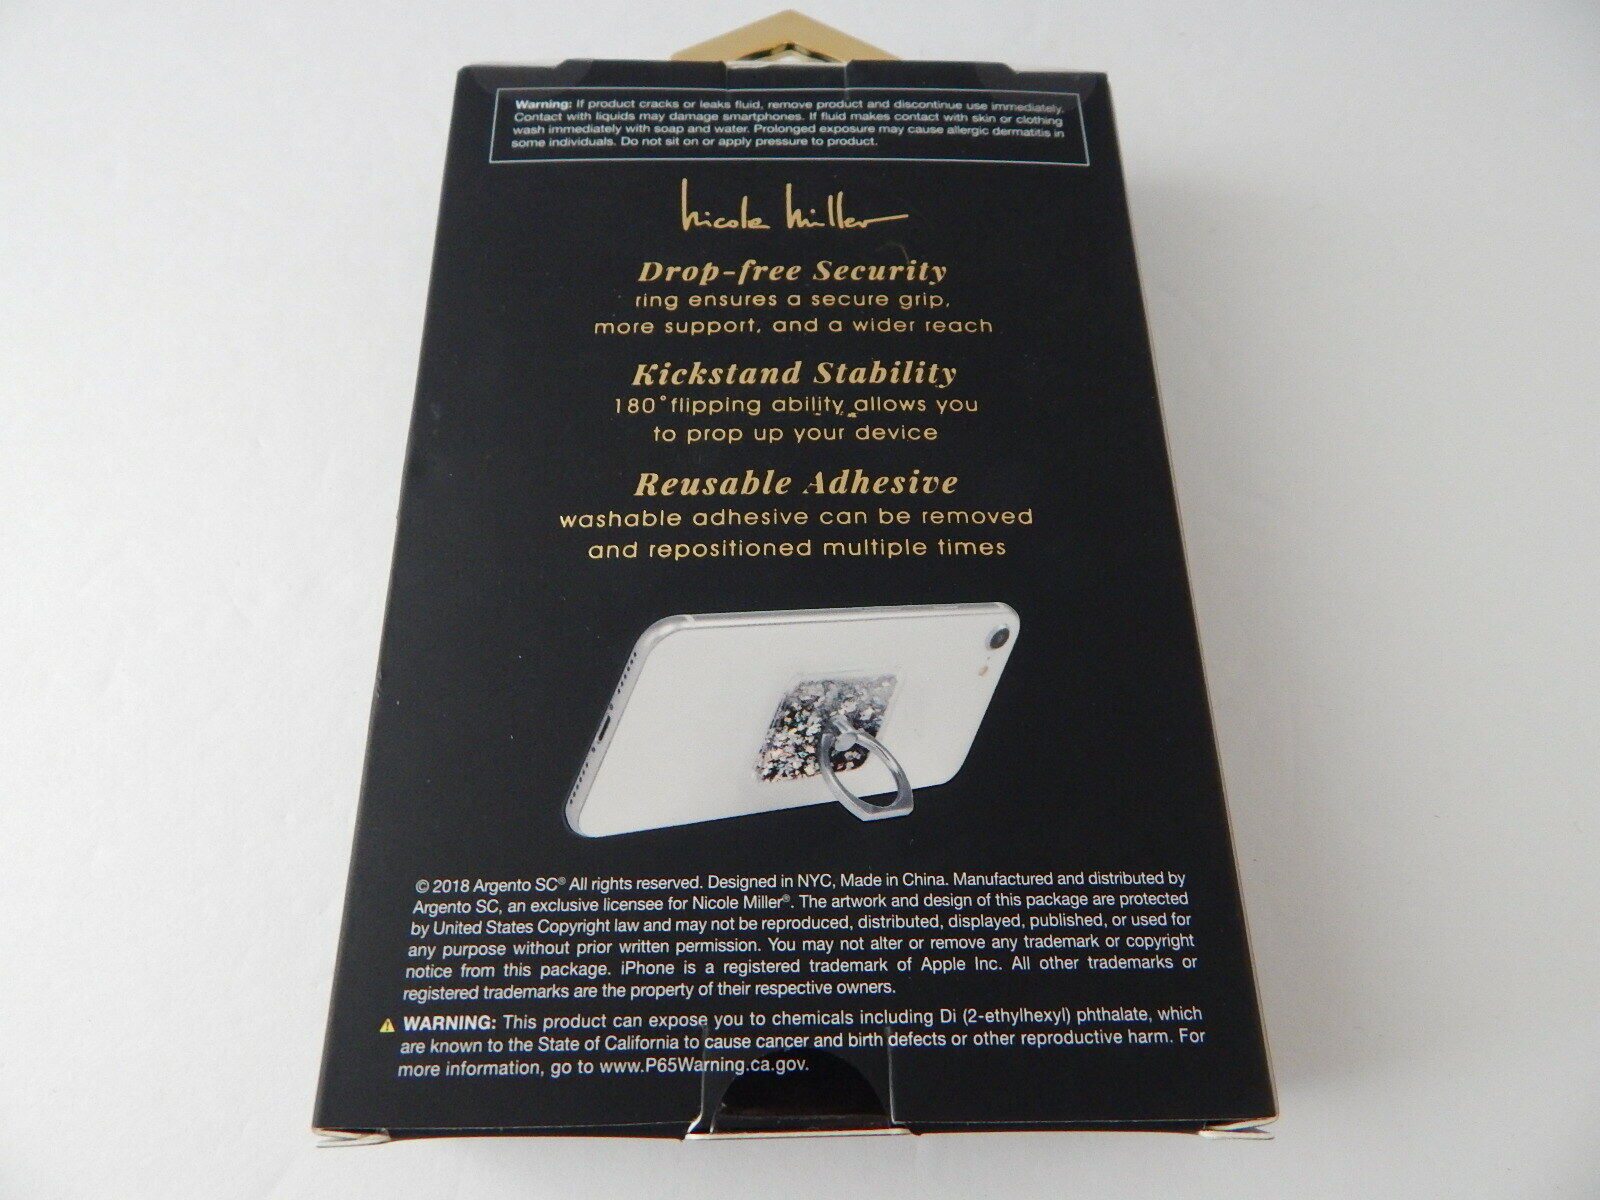 Warning: If product cracks or leaks fluid, remove product and discontinue use immediately.
Contact with liquids may damage smartphones. If fluid makes contact with skin or clothing
wash immediately with soap and water. Prolonged exposure may cause allergic dermatitis in
some individuals. Do not sit on or apply pressure to product.
Nicole Miller
Drop-free Security
ring ensures a secure grip,
more support, and a wider reach
Kickstand Stability
180°flipping ability allows you
to prop up your device
Reusable Adhesive
washable adhesive can be removed
and repositioned multiple times
© 2018 Argento SC® All rights reserved. Designed in NYC, Made in China. Manufactured and distributed by
Argento SC, an exclusive licensee for Nicole Miller®. The artwork and design of this package are protected
by United States Copyright law and may not be reproduced, distributed, displayed, published, or used for
any purpose without prior written permission. You may not alter or remove any trademark or copyright
notice from this package. iPhone is a registered trademark of Apple Inc. All other trademarks or
registered trademarks are the property of their respective owners.
WARNING: This product can expose you to chemicals including Di (2-ethylhexyl) phthalate, which
are known to the State of California to cause cancer and birth defects or other reproductive harm. For
more information, go to www.P65Warning.ca.gov.